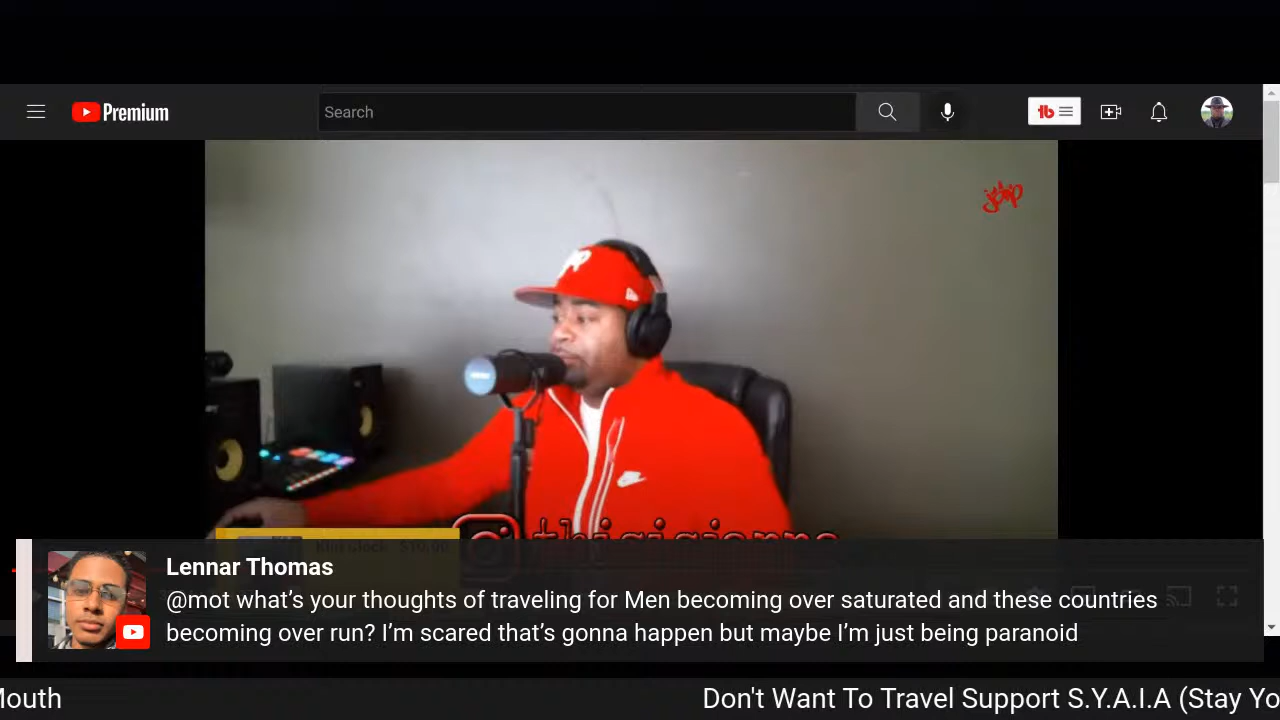 Premium
Search
Lennar Thomas
@mot what's your thoughts of traveling for Men becoming over saturated and these countries
becoming over run? I'm scared that's gonna happen but maybe I'm just being paranoid
Mouth
Don't Want To Travel Support S.Y.A.I.A (Stay Yo